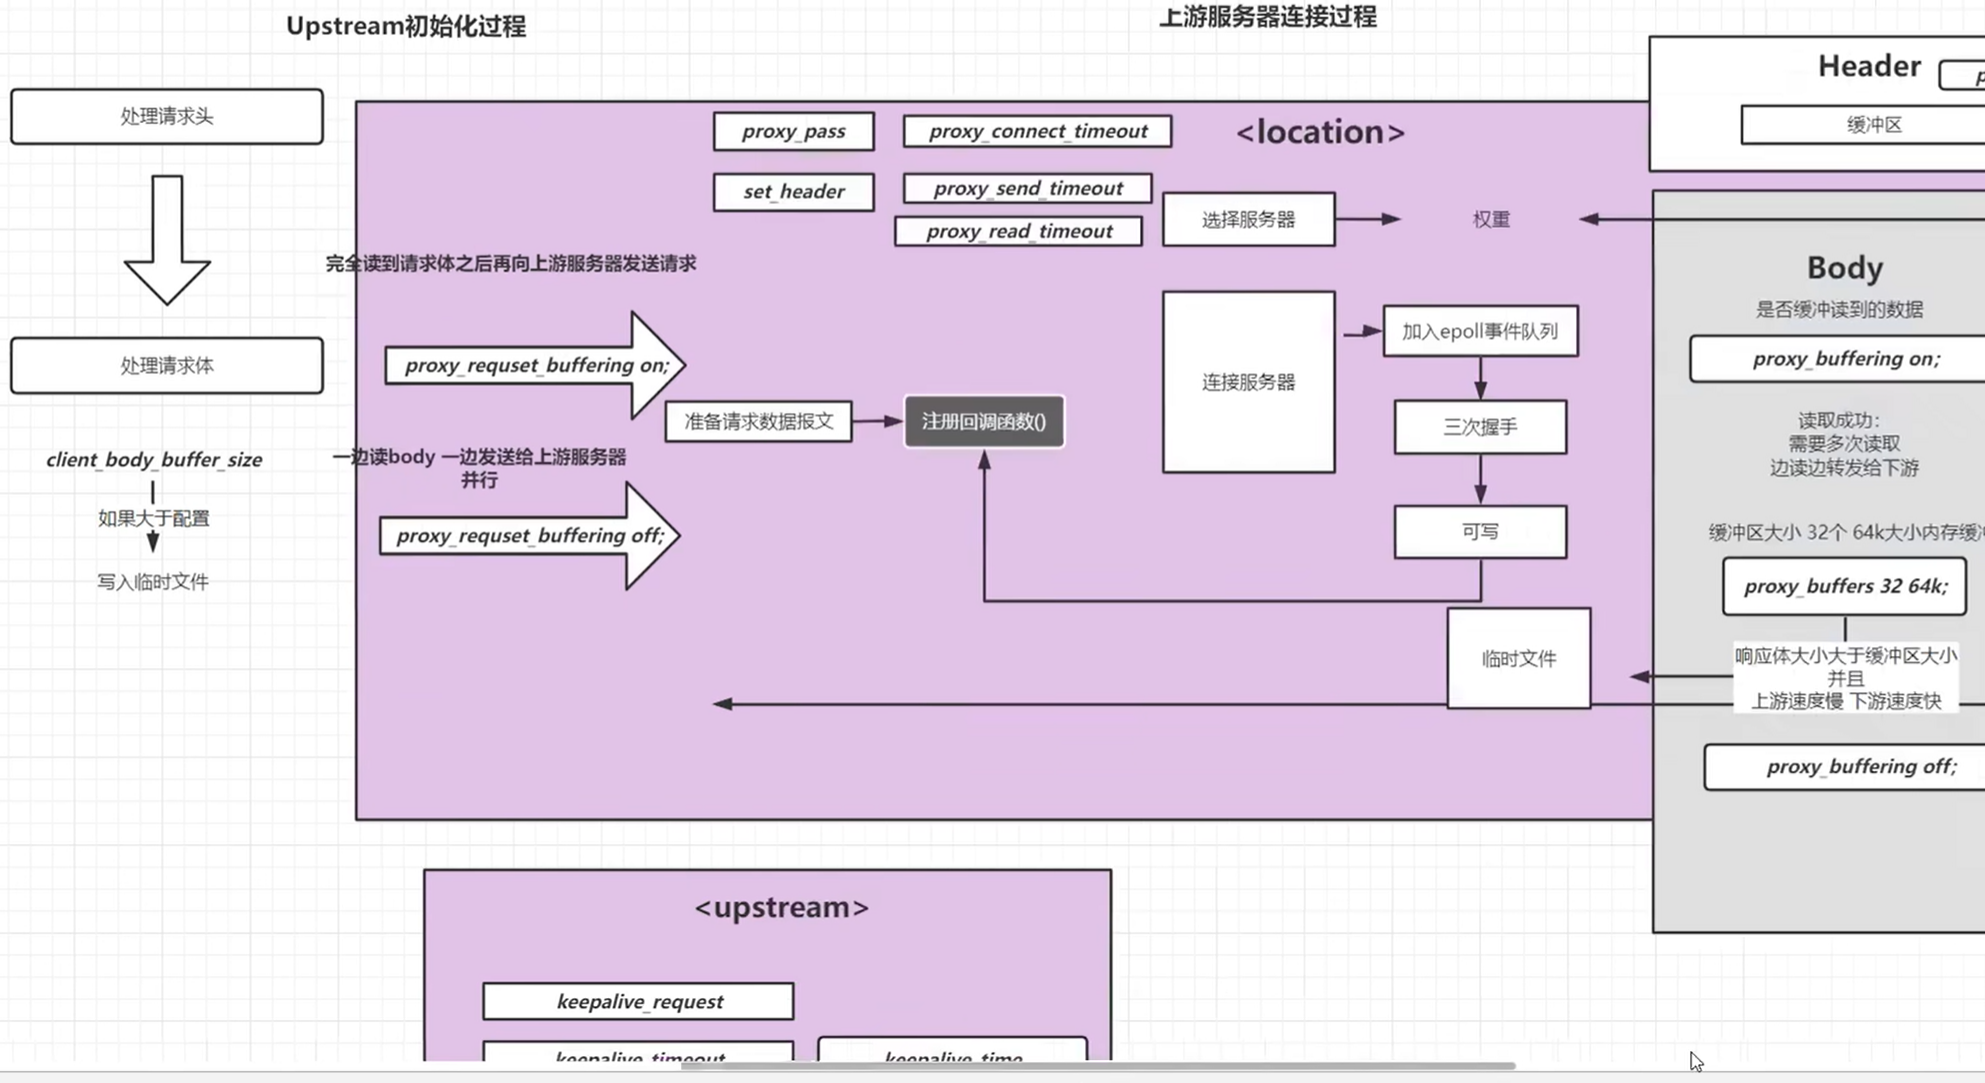 Upstream初始化过程
上游服务器连接过程
处理请求头
处理请求体
client_body_buffer_size
如果大于配置
写入临时文件
<location>
proxy_pass
proxy_connect_timeout
set_header
proxy_send_timeout
proxy_read_timeout
选择服务器
权重
完全读到请求体之后再向上游服务器发送请求
proxy_requset_buffering on;
准备请求数据报文
注册回调函数()
一边读body 一边发送给上游服务器
并行
proxy_requset_buffering off;
连接服务器
加入epoll事件队列
三次握手
可写
临时文件
Header
缓冲区
Body
是否缓冲读到的数据
proxy_buffering on;
读取成功：
需要多次读取
边读边转发给下游
缓冲区大小 32个 64k大小内存缓
proxy_buffers 32 64k;
响应体大小大于缓冲区大小
并且
上游速度慢 下游速度快
proxy_buffering off;
<upstream>
keepalive_request
keepalive_timeout
keepalive_time